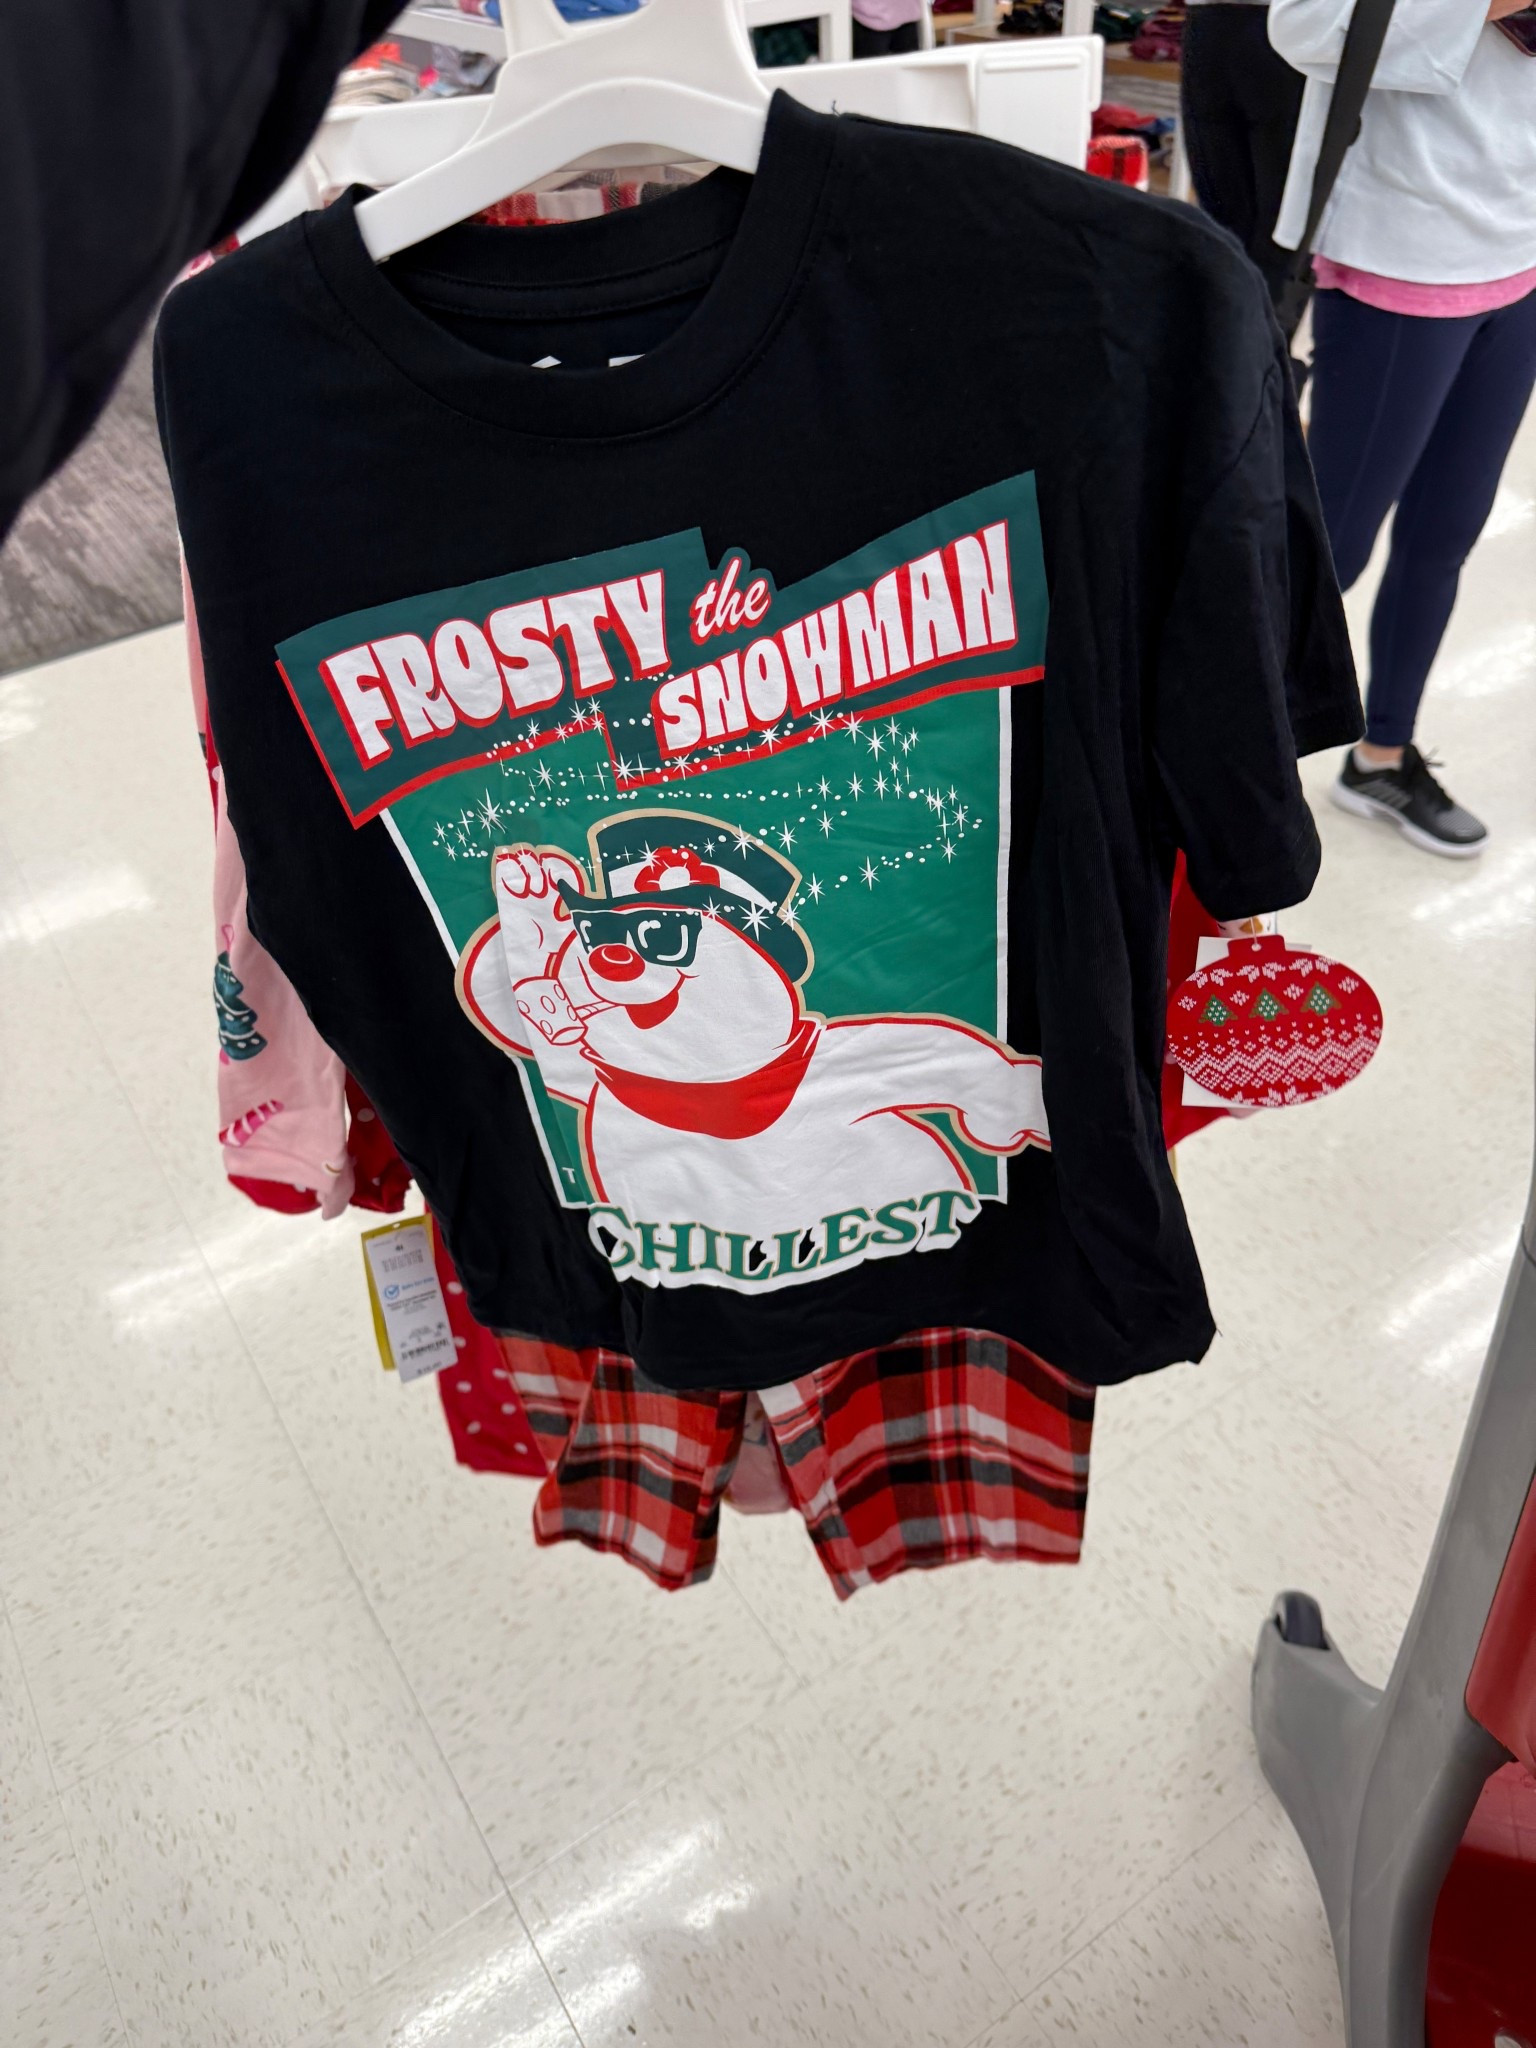 FROSTY the
SNOWMAN
CHILLEST